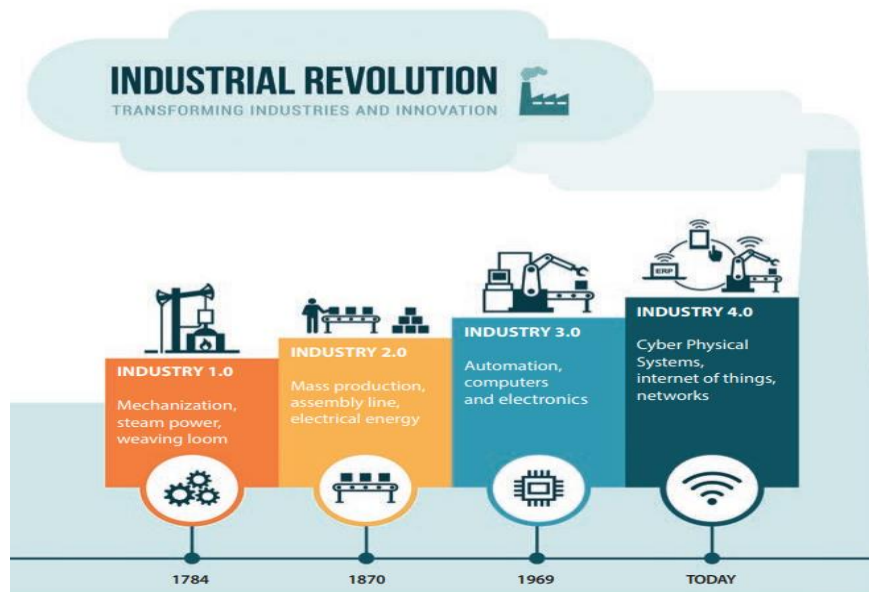 INDUSTRIAL REVOLUTION
TRANSFORMING INDUSTRIES AND INNOVATION
INDUSTRY 1.0
Mechanization,
steam power,
weaving loom
INDUSTRY 2.0
Mass production,
assembly line,
electrical energy
INDUSTRY 3.0
Automation,
computers
and electronics
ERP
INDUSTRY 4.0
Cyber Physical
Systems,
internet of things,
networks
1784
1870
1969
TODAY